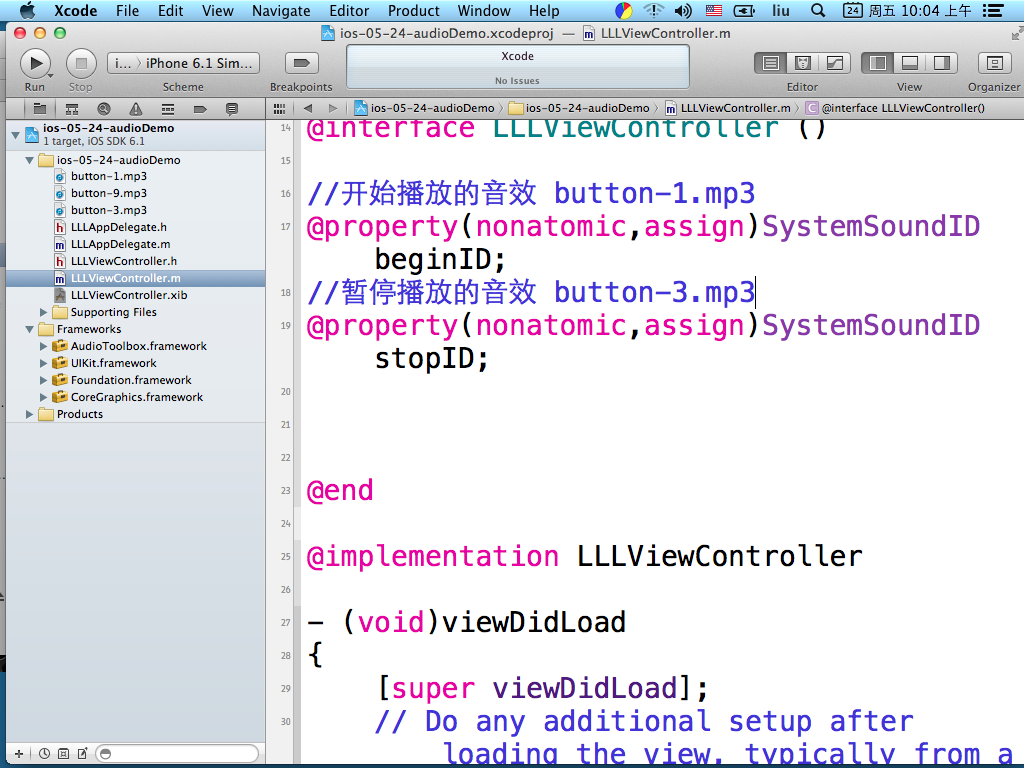 Xcode File Edit View Navigate Editor Product Window Help liu 24 周五 10:04 上午
ios-05-24-audioDemo.xcodeproj — LLLViewController.m
i... iPhone 6.1 Sim...
Xcode
No Issues
Run Stop Scheme Breakpoints Editor View Organizer
ios-05-24-audioDemo ios-05-24-audioDemo LLLViewController.m @interface LLLViewController()
ios-05-24-audioDemo
1 target, iOS SDK 6.1
ios-05-24-audioDemo
button-1.mp3
button-9.mp3
button-3.mp3
LLLAppDelegate.h
LLLAppDelegate.m
LLLViewController.h
LLLViewController.m
LLLViewController.xib
Supporting Files
Frameworks
AudioToolbox.framework
UIKit.framework
Foundation.framework
CoreGraphics.framework
Products
14 @interface LLLViewController ()
15
16 //开始播放的音效 button-1.mp3
17 @property(nonatomic,assign)SystemSoundID
beginID;
18 //暂停播放的音效 button-3.mp3
19 @property(nonatomic,assign)SystemSoundID
stopID;
20
21
22
23 @end
24
25 @implementation LLLViewController
26
27 - (void)viewDidLoad
28 {
29 [super viewDidLoad];
30 // Do any additional setup after
loading the view, typically from a